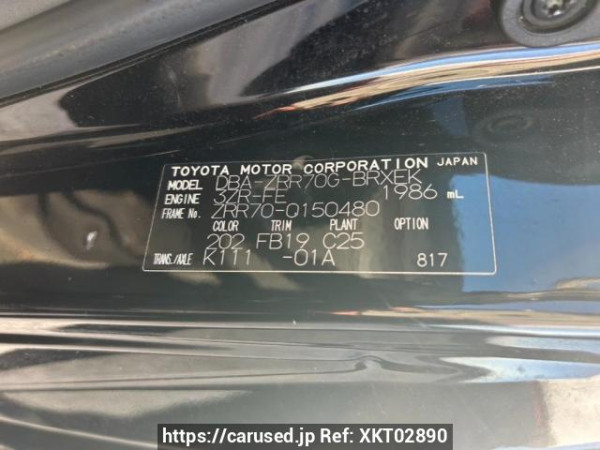 TOYOTA MOTOR CORPORATION JAPAN
MODEL DBA-ZRR70G-BRXEK
ENGINE 3ZR-FE 1986 mL
FRAME No. ZRR70-0150480
COLOR TRIM PLANT OPTION
202 FB19 C25
TRANS./AXLE K111 -01A 817
https://carused.jp Ref: XKT02890